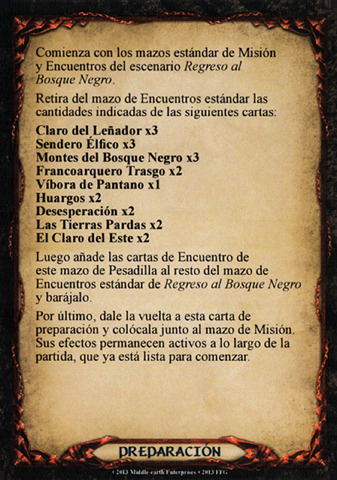 Comienza con los mazos estándar de Misión
y Encuentros del escenario Regreso al
Bosque Negro.
Retira del mazo de Encuentros estándar las
cantidades indicadas de las siguientes cartas:
Claro del Leñador x3
Sendero Élfico x3
Montes del Bosque Negro x3
Francoarquero Trasgo x2
Víbora de Pantano x1
Huargos x2
Desesperación x2
Las Tierras Pardas x2
El Claro del Este x2
Luego añade las cartas de Encuentro de
este mazo de Pesadilla al resto del mazo de
Encuentros estándar de Regreso al Bosque Negro
y barájalo.
Por último, dale la vuelta a esta carta de
preparación y colócala junto al mazo de Misión.
Sus efectos permanecen activos a lo largo de la
partida, que ya está lista para comenzar.
PREPARACIÓN
©2013 Middle-earth Enterprises ©2013 FFG